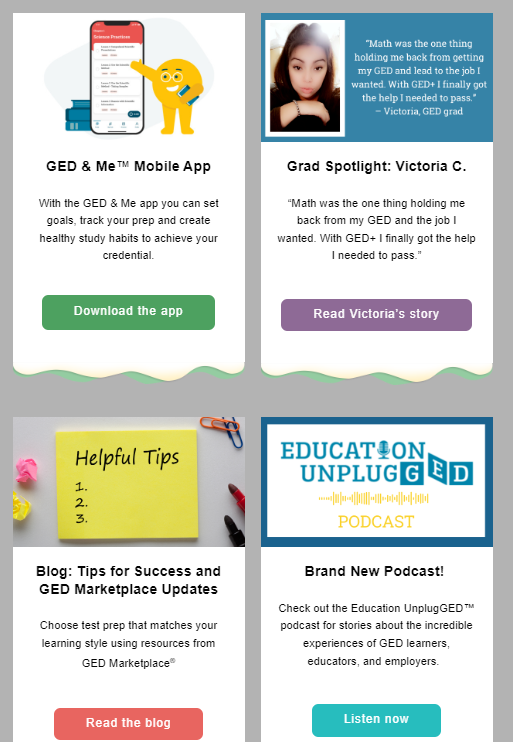 Science Practices
GED & Me™ Mobile App
With the GED & Me app you can set
goals, track your prep and create
healthy study habits to achieve your
credential.
Download the app
“Math was the one thing
holding me back from getting
my GED and lead to the job I
wanted. With GED+ I finally got
the help I needed to pass.”
– Victoria, GED grad
Grad Spotlight: Victoria C.
“Math was the one thing holding me
back from my GED and the job I
wanted. With GED+ I finally got the help
I needed to pass.”
Read Victoria's story
Helpful Tips
1.
2.
3.
Blog: Tips for Success and
GED Marketplace Updates
Choose test prep that matches your
learning style using resources from
GED Marketplace®
Read the blog
EDUCATION
UNPLUGGED
PODCAST
Brand New Podcast!
Check out the Education UnplugGED™
podcast for stories about the incredible
experiences of GED learners,
educators, and employers.
Listen now